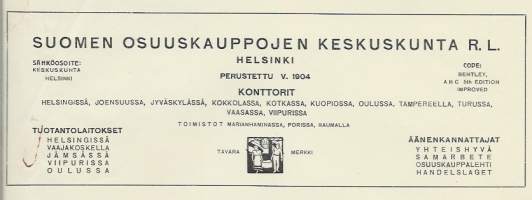 SUOMEN OSUUSKAUPPOJEN KESKUSKUNTA R. L.
HELSINKI
SÄHKÖOSOITE:
KESKUSKUNTA
HELSINKI
PERUSTETTU V. 1904
CODE:
BENTLEY,
A B C 5th EDITION
IMPROVED
KONTTORIT
HELSINGISSÄ, JOENSUUSSA, JYVÄSKYLÄSSÄ, KOKKOLASSA, KOTKASSA, KUOPIOSSA, OULUSSA, TAMPEREELLA, TURUSSA,
VAASASSA, VIIPURISSA
TOIMISTOT MARIANHAMINASSA, PORISSA, RAUMALLA
TUOTANTOLAITOKSET
HELSINGISSÄ
VAAJAKOSKELLA
JÄMSÄSSÄ
VIIPURISSA
OULUSSA
TAVARA MERKKI
ÄÄNENKANNATTAJAT
YHTEISHYVÄ
SAMARBETE
OSUUSKAUPPALEHTI
HANDELSLAGET